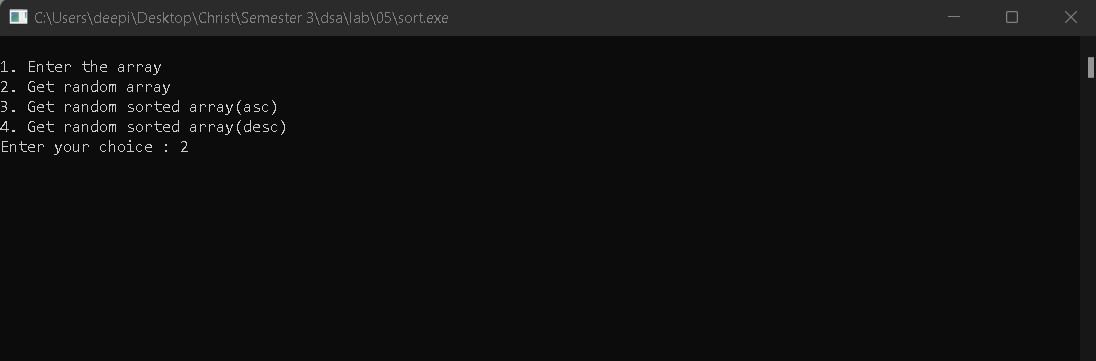 C:\Users\deepi\Desktop\Christ\Semester 3\dsa\lab\05\sort.exe
1. Enter the array
2. Get random array
3. Get random sorted array(asc)
4. Get random sorted array(desc)
Enter your choice : 2